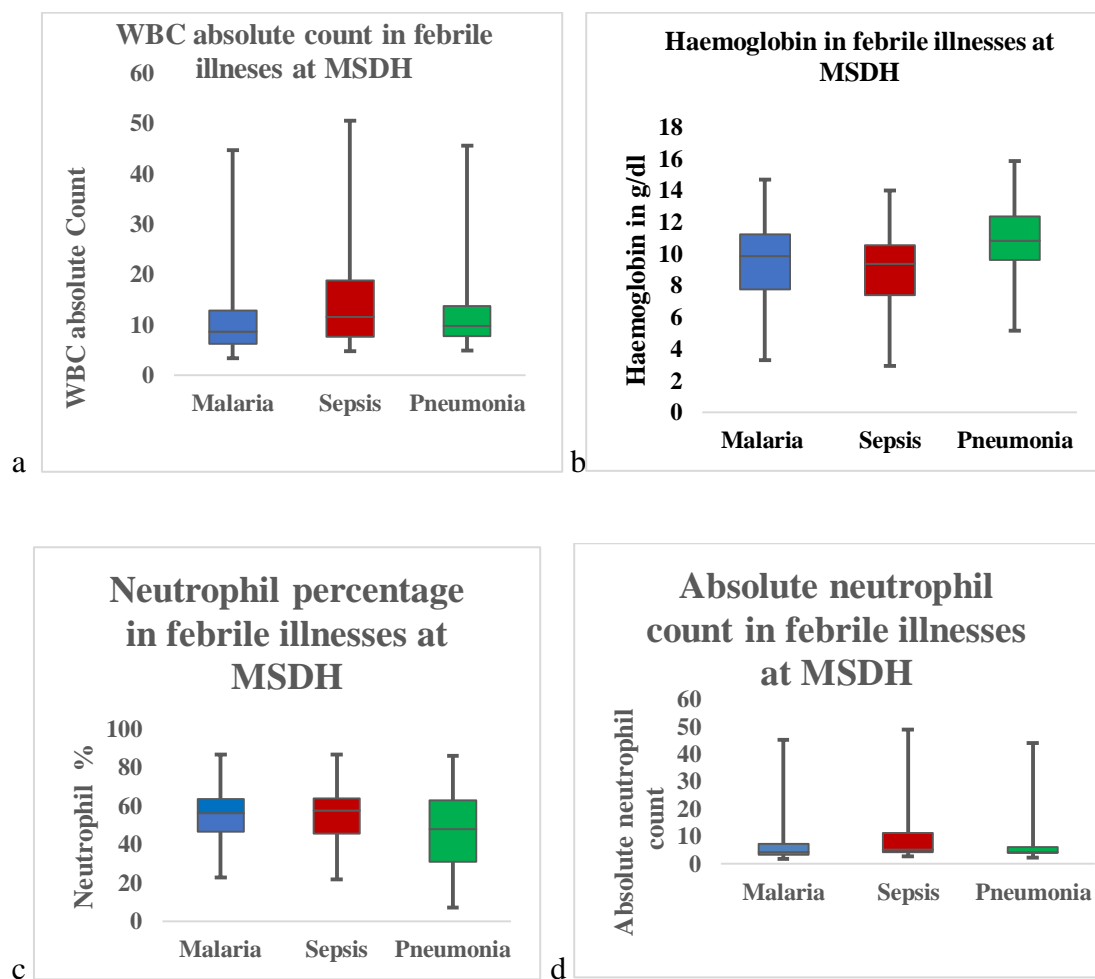 WBC absolute count in febrile
illneses at MSDH
60
50
40
30
20
10
0
WBC absolute Count
Malaria Sepsis Pneumonia
a
Haemoglobin in febrile illnesses at
MSDH
18
16
14
12
10
8
6
4
2
0
Haemoglobin in g/dl
Malaria Sepsis Pneumonia
b
Neutrophil percentage
in febrile illnesses at
MSDH
100
80
60
40
20
0
Neutrophil %
Malaria Sepsis Pneumonia
c
Absolute neutrophil
count in febrile illnesses
at MSDH
60
50
40
30
20
10
0
Absolute neutrophil
count
Malaria Sepsis Pneumonia
d